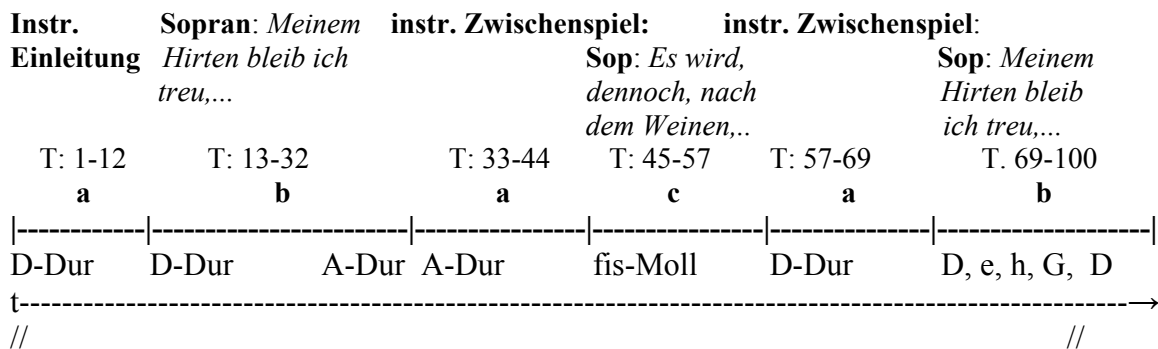 Instr. Sopran: Meinem instr. Zwischenspiel: instr. Zwischenspiel:
Einleitung Hirten bleib ich Sop: Es wird, Sop: Meinem
treu,... dennoch, nach Hirten bleib
dem Weinen,.. ich treu,...
T: 1-12 T: 13-32 T: 33-44 T: 45-57 T: 57-69 T. 69-100
a b a c a b
|------------|------------------------|----------------|----------------|---------------|--------------------|
D-Dur D-Dur A-Dur A-Dur fis-Moll D-Dur D, e, h, G, D
t---------------------------------------------------------------------------------------------------------→
// //